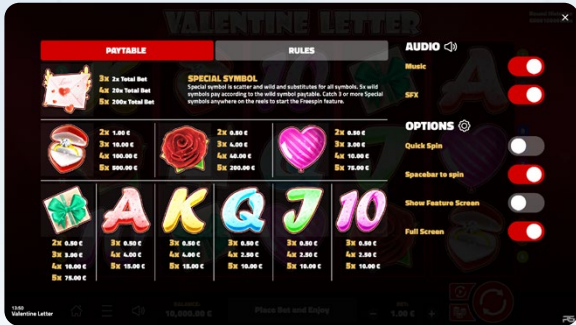 VALENTINE LETTER
PAYTABLE
RULES
3x 2x Total Bet
4x 20x Total Bet
5x 200x Total Bet
SPECIAL SYMBOL
Special symbol is scatter and wild and substitutes for all symbols. 5x wild
symbols pay according to the wild symbol paytable. Catch 3 or more Special
symbols anywhere on the reels to start the Freespin feature.
2x 1.00 €
3x 10.00 €
4x 100.00 €
5x 500.00 €
2x 0.80 €
3x 4.00 €
4x 40.00 €
5x 200.00 €
2x 0.50 €
3x 3.00 €
4x 10.00 €
5x 75.00 €
2x 0.50 €
3x 3.00 €
4x 10.00 €
5x 75.00 €
A
3x 0.50 €
4x 4.00 €
5x 15.00 €
K
3x 0.50 €
4x 4.00 €
5x 15.00 €
Q
3x 0.50 €
4x 2.50 €
5x 10.00 €
J
3x 0.50 €
4x 2.50 €
5x 10.00 €
10
3x 0.50 €
4x 2.50 €
5x 10.00 €
AUDIO
Music
SFX
OPTIONS
Quick Spin
Spacebar to spin
Show Feature Screen
Full Screen
13:50
Valentine Letter
BALANCE
10,000.00 €
Place Bet and Enjoy
BET
1.00 €